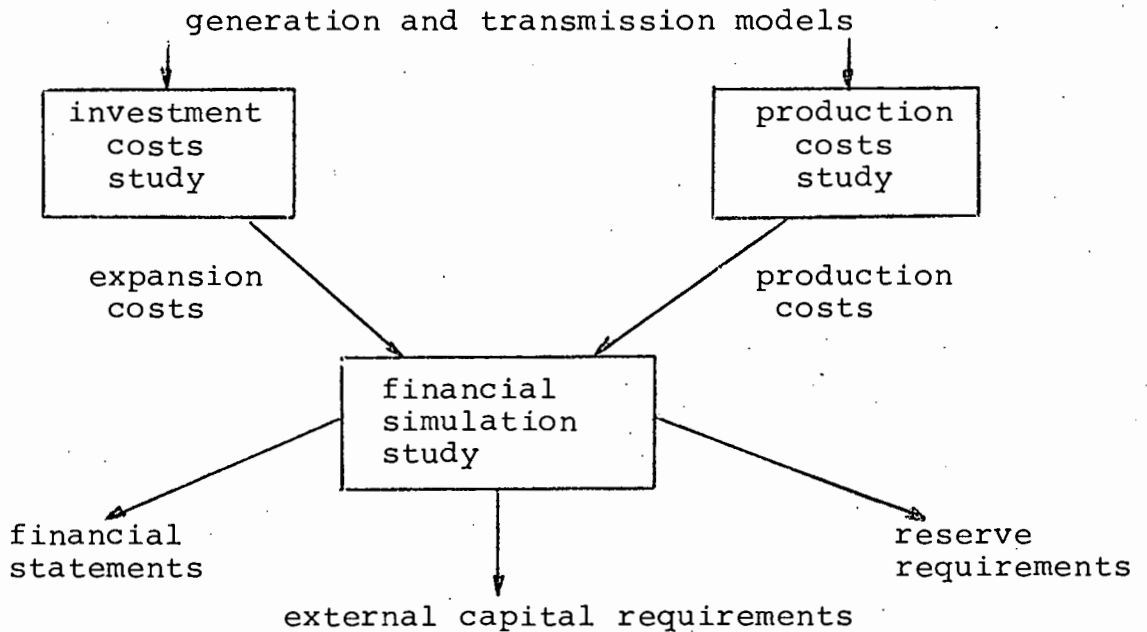 generation and transmission models
investment
costs
study
production
costs
study
expansion
costs
production
costs
financial
simulation
study
financial
statements
reserve
requirements
external capital requirements